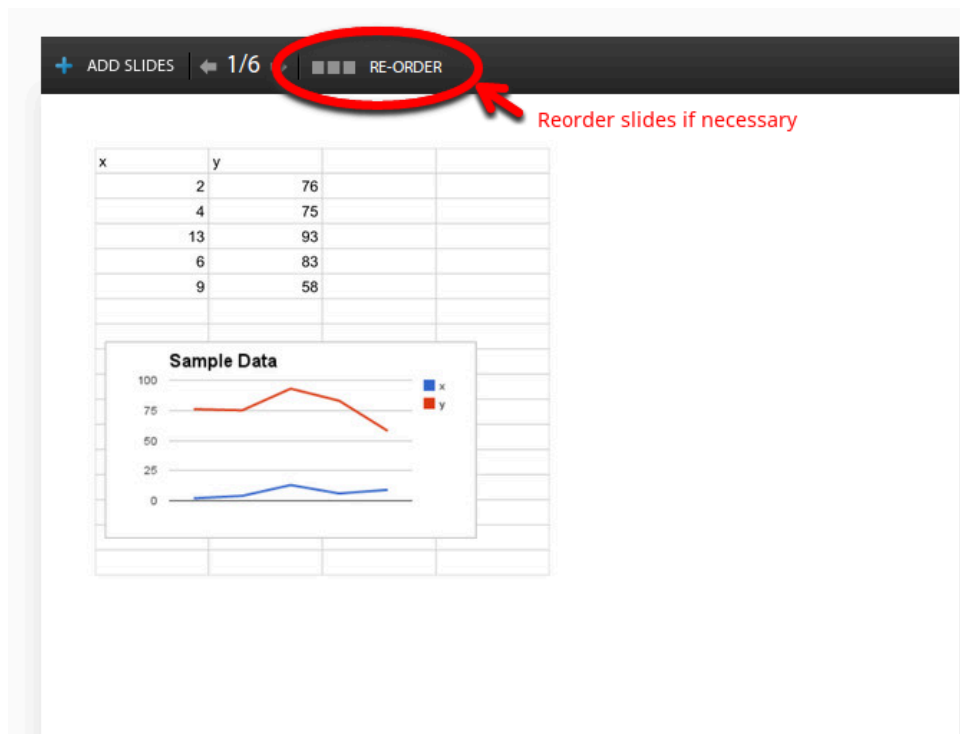 ADD SLIDES 1/6 RE-ORDER
Reorder slides if necessary
x y
2 76
4 75
13 93
6 83
9 58
Sample Data
100
75
50
25
0
x
y